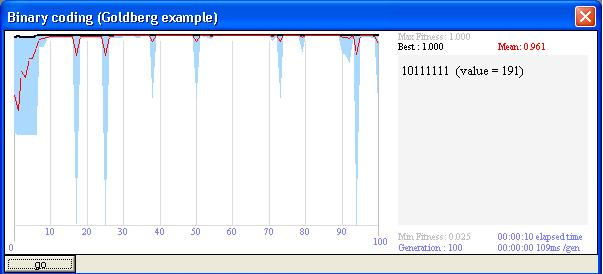 Binary coding (Goldberg example)
Max Fitness: 1.000
Best : 1.000 Mean: 0.961
10111111 (value = 191)
10 20 30 40 50 60 70 80 90
0 100
Min Fitness: 0.025 00:00:10 elapsed time
Generation : 100 00:00:00 109ms /gen
go